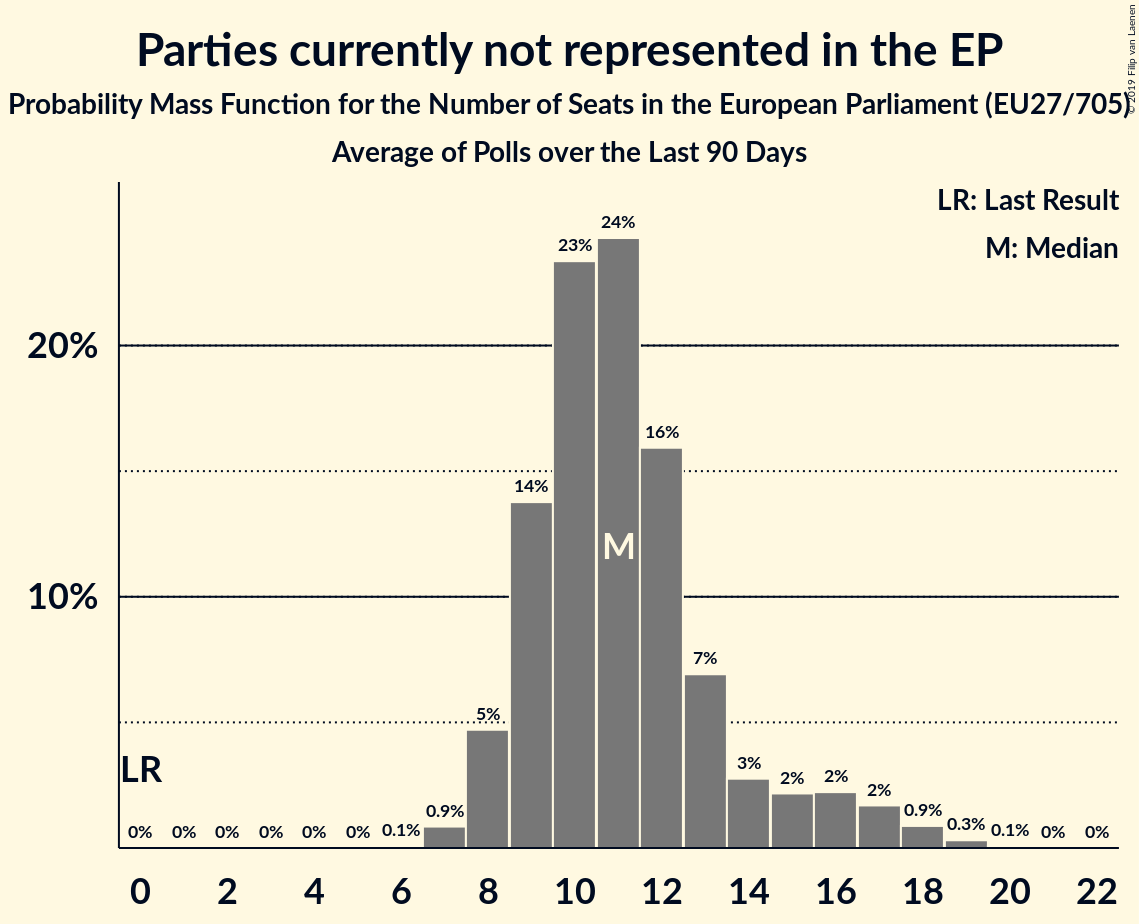 Parties currently not represented in the EP
Probability Mass Function for the Number of Seats in the European Parliament (EU27/705)
Average of Polls over the Last 90 Days
© 2019 Filip van Laenen
LR: Last Result
M: Median
20%
10%
LR
M
0% 0% 0% 0% 0% 0% 0.1% 0.9% 5% 14% 23% 24% 16% 7% 3% 2% 2% 2% 0.9% 0.3% 0.1% 0% 0%
0 2 4 6 8 10 12 14 16 18 20 22